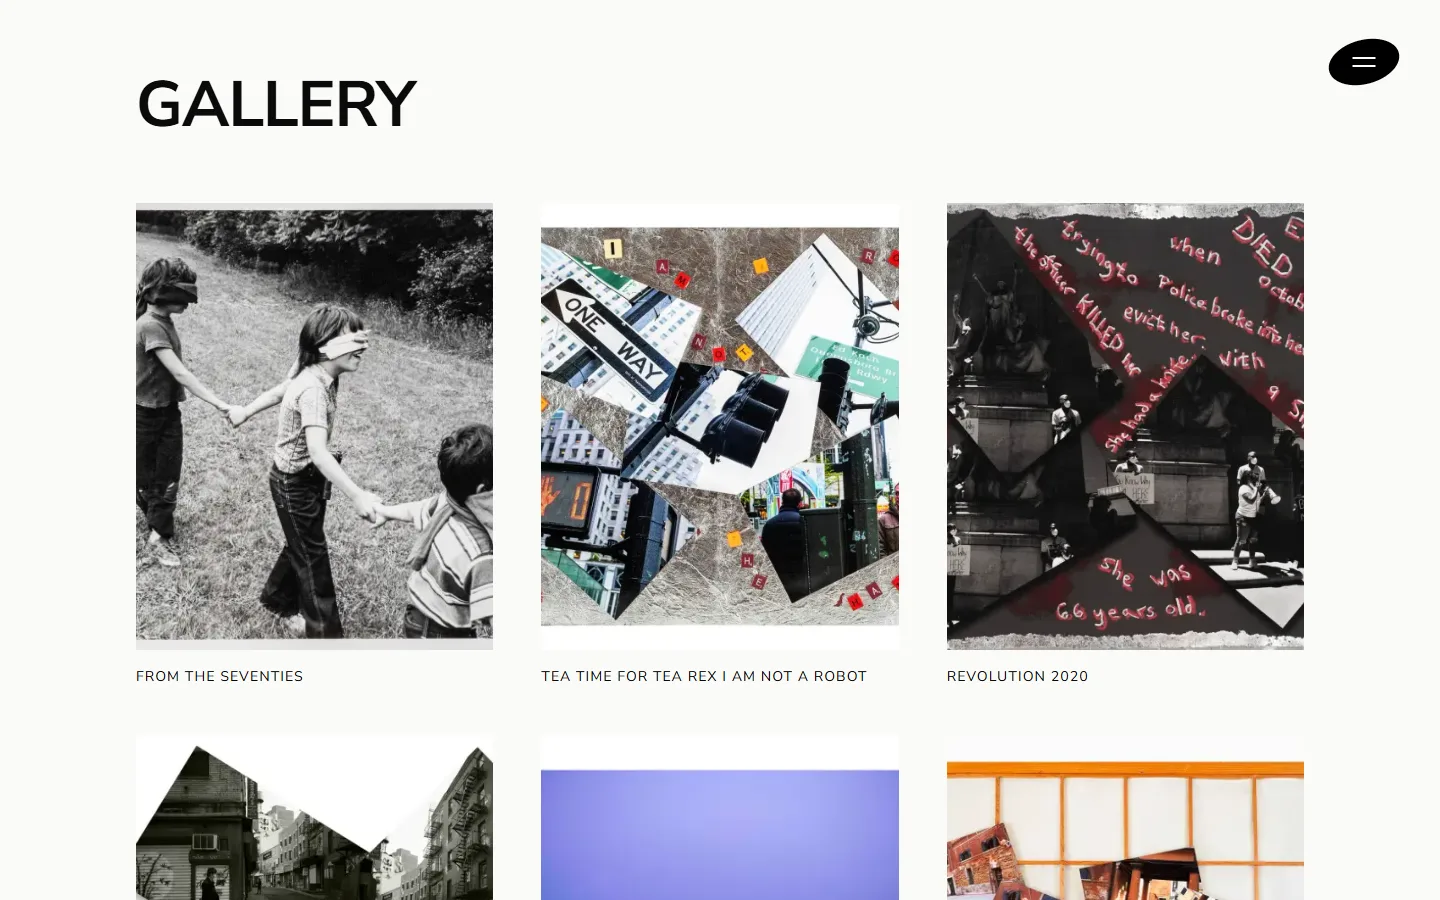 GALLERY
I
A
M
R
ONE
WAY
N
O
T
H
E
the officer KILLED her
trying to
when
DIED
Police broke into her
evict her.
with
a
she had a knife.
she was
66 years old.
FROM THE SEVENTIES
TEA TIME FOR TEA REX I AM NOT A ROBOT
REVOLUTION 2020